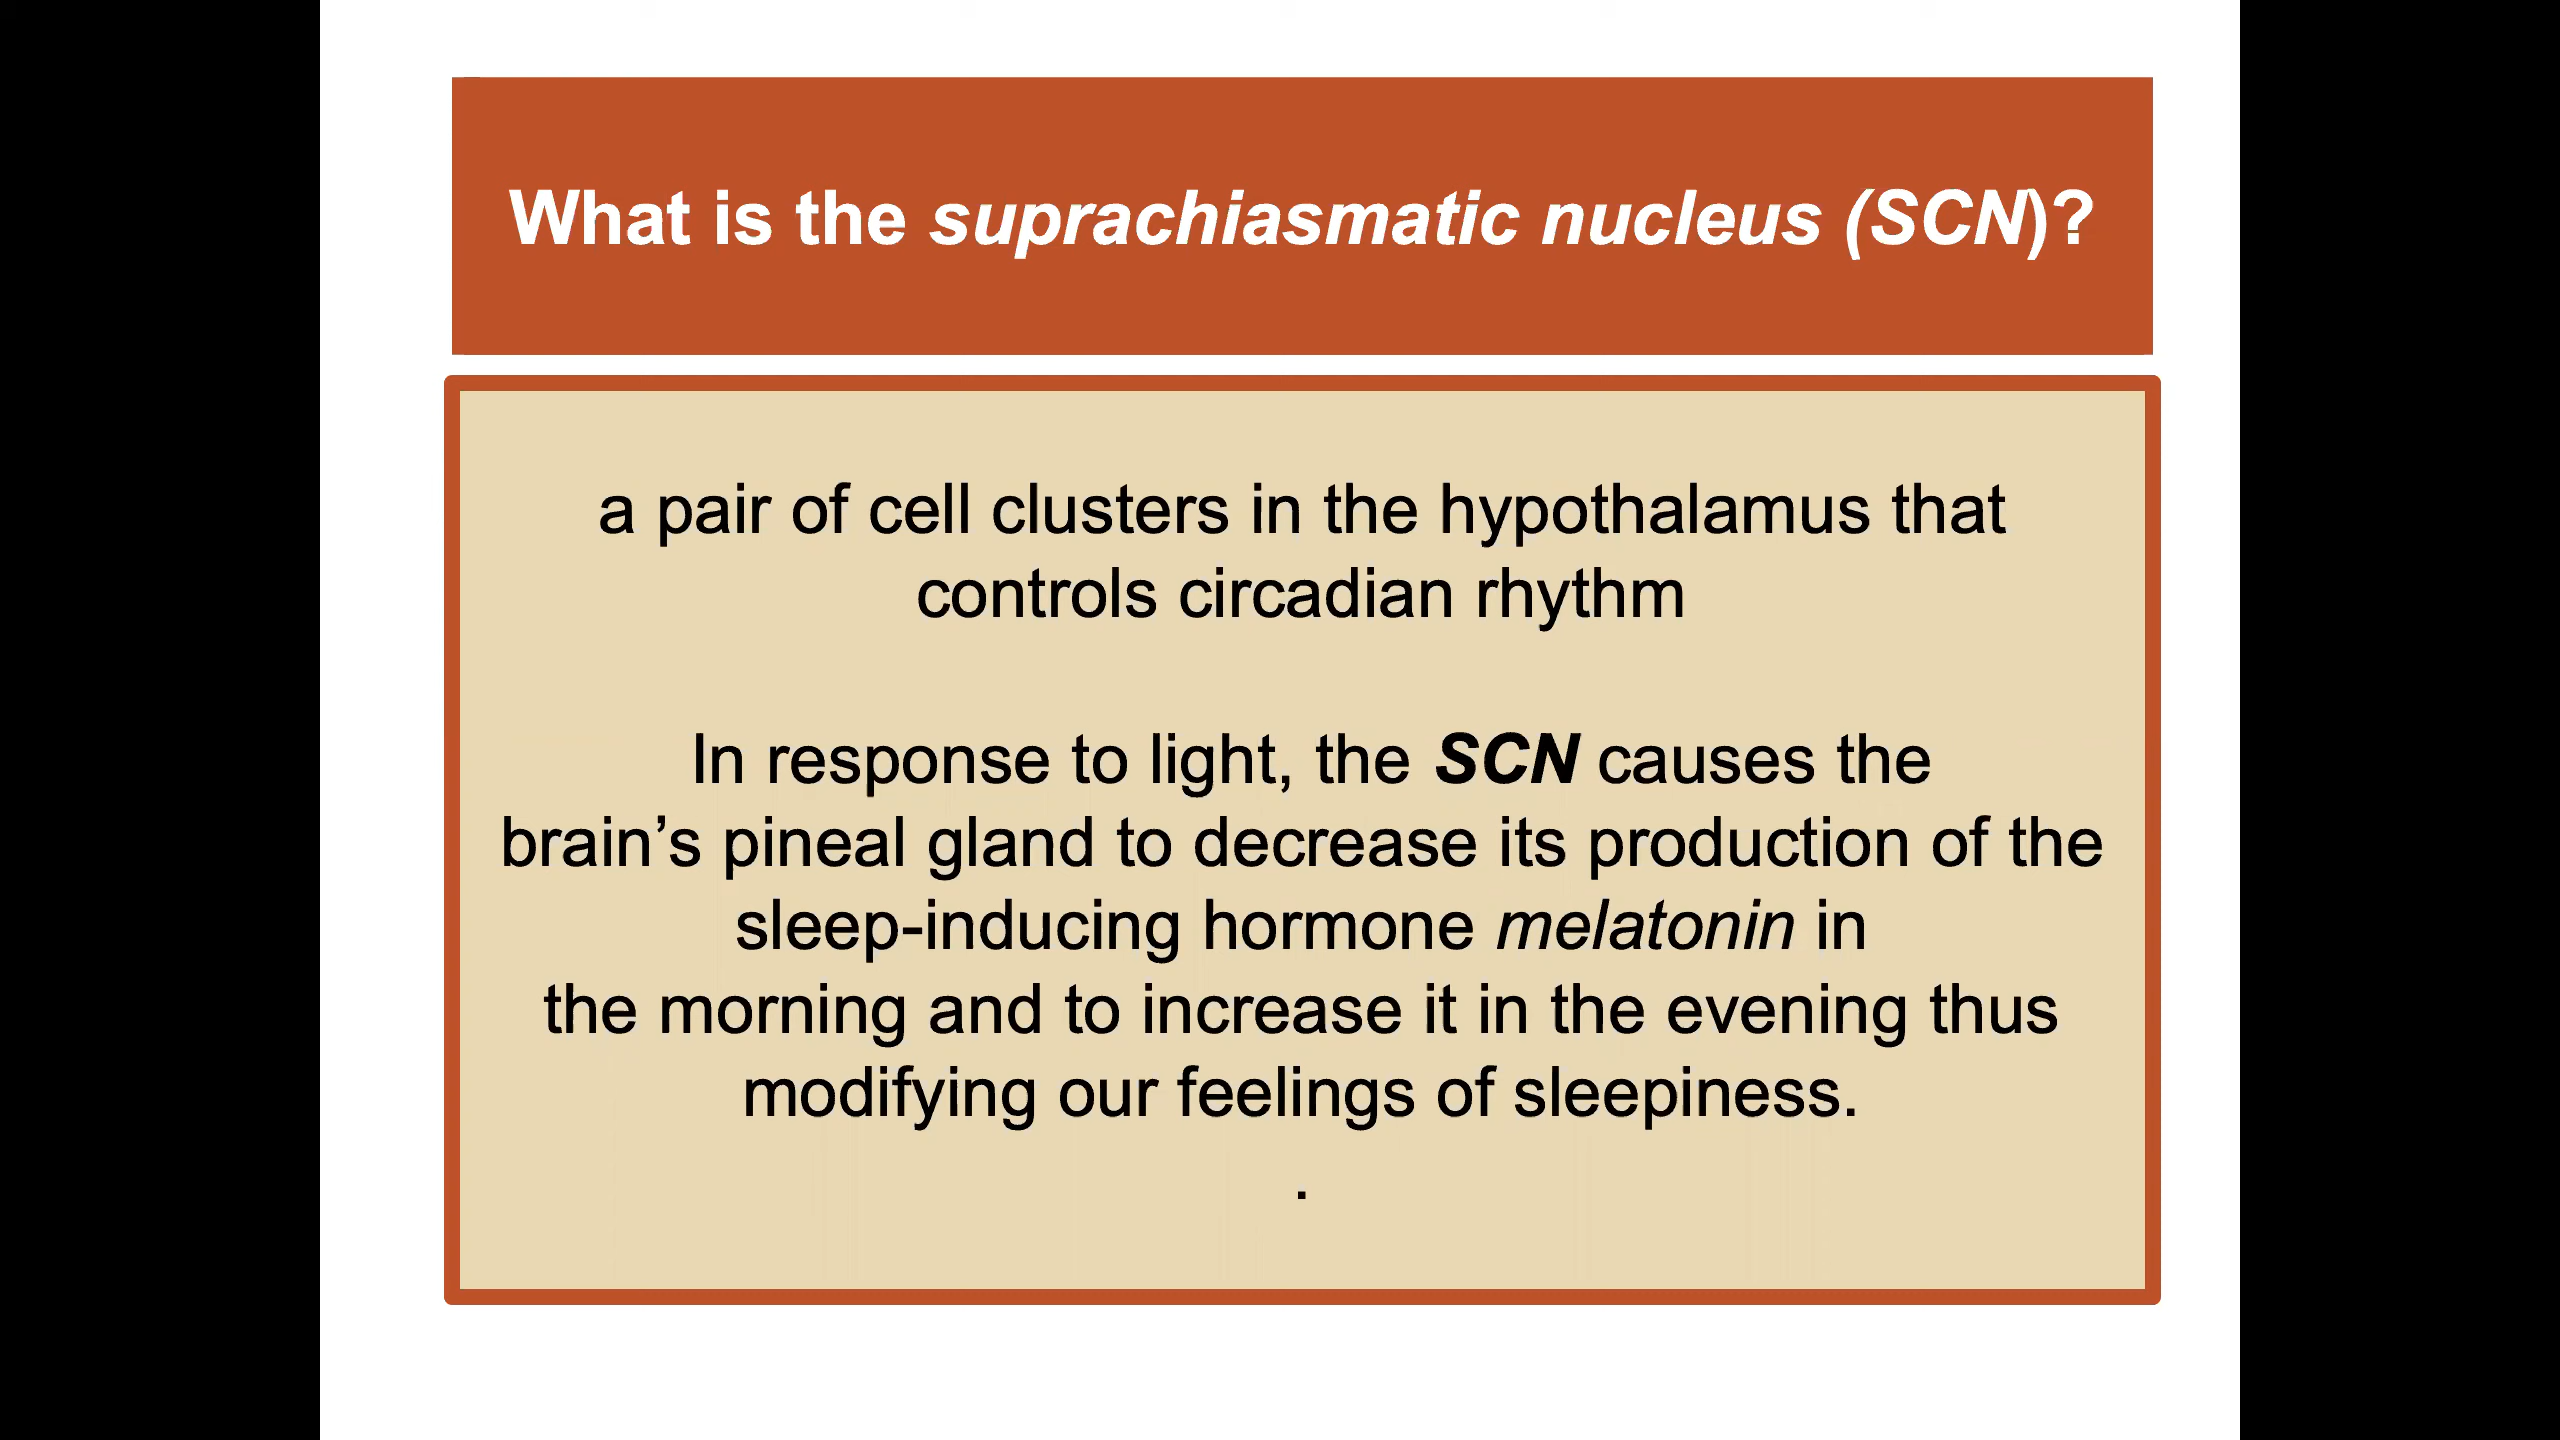 What is the suprachiasmatic nucleus (SCN)?
a pair of cell clusters in the hypothalamus that
controls circadian rhythm
In response to light, the SCN causes the
brain’s pineal gland to decrease its production of the
sleep-inducing hormone melatonin in
the morning and to increase it in the evening thus
modifying our feelings of sleepiness.
.